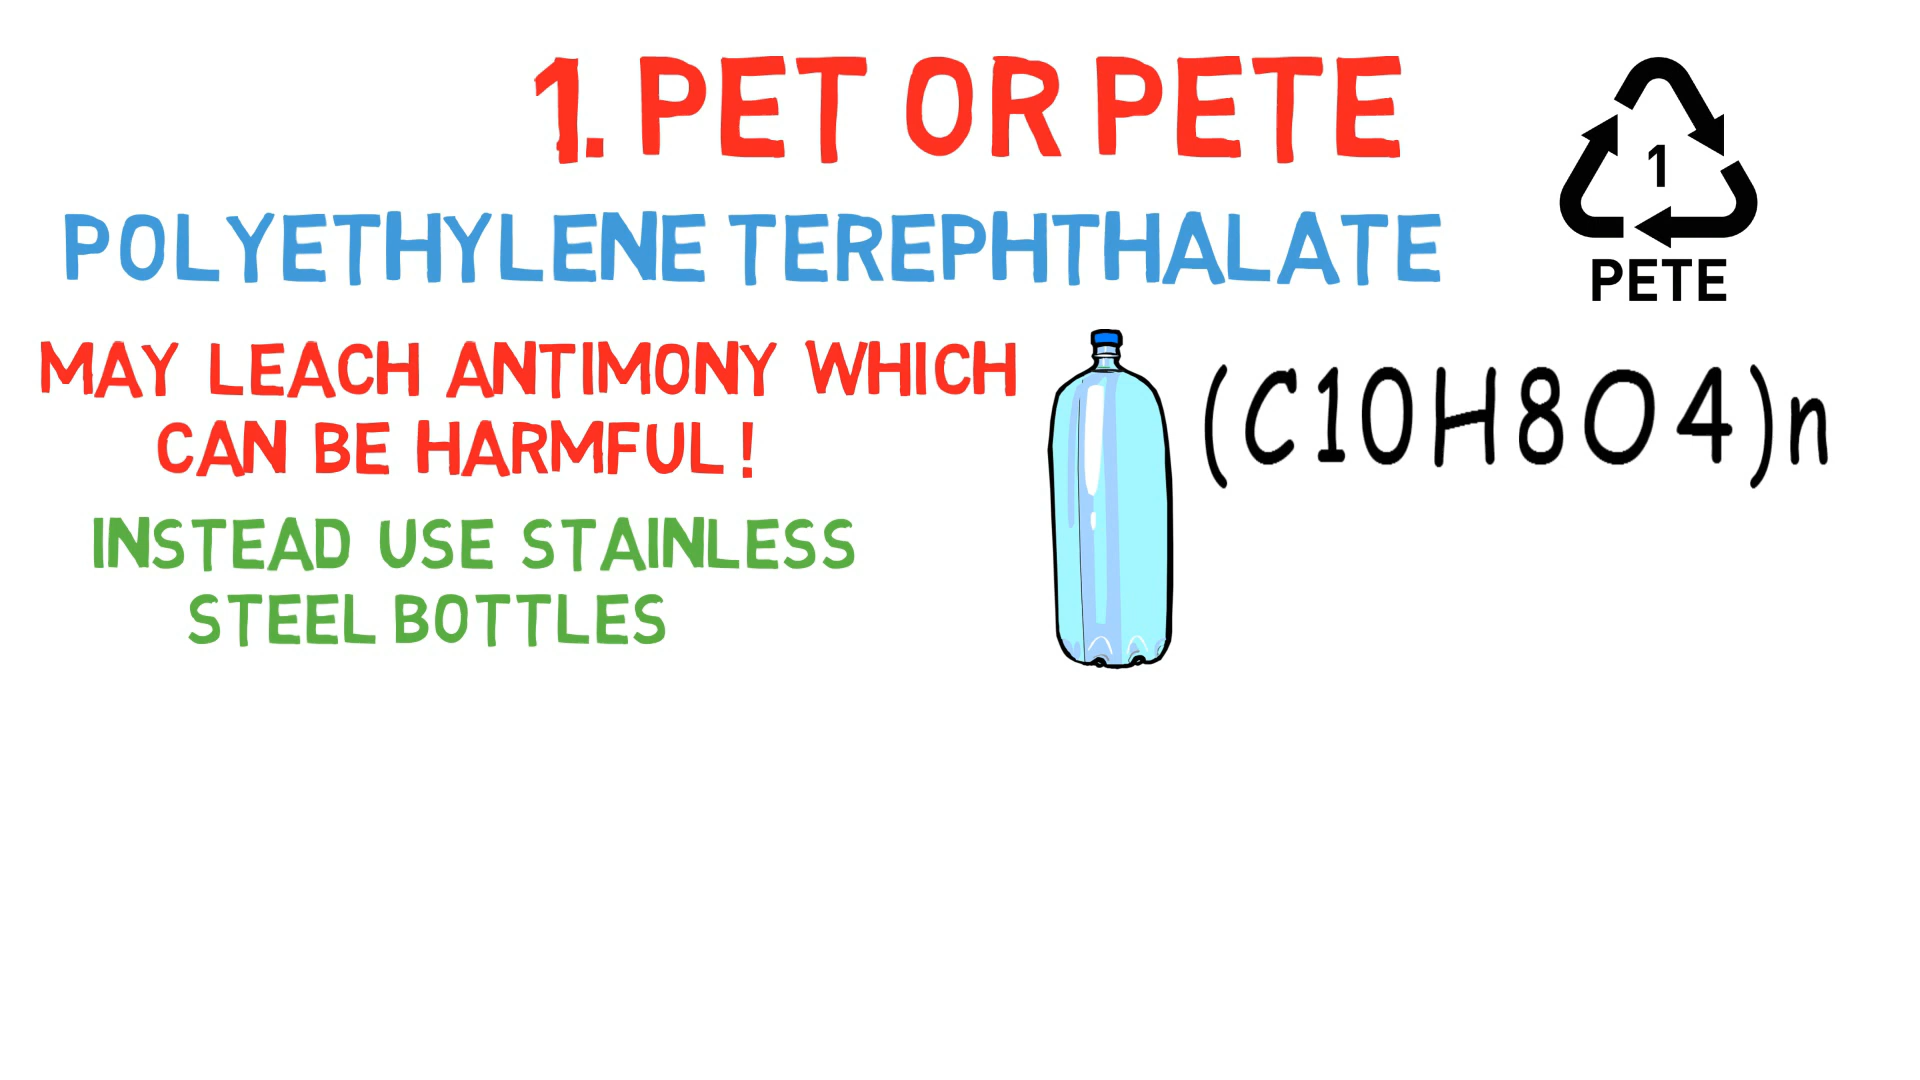 1. PET OR PETE
1
PETE
POLYETHYLENE TEREPHTHALATE
MAY LEACH ANTIMONY WHICH
CAN BE HARMFUL!
(C10H8O4)n
INSTEAD USE STAINLESS
STEEL BOTTLES